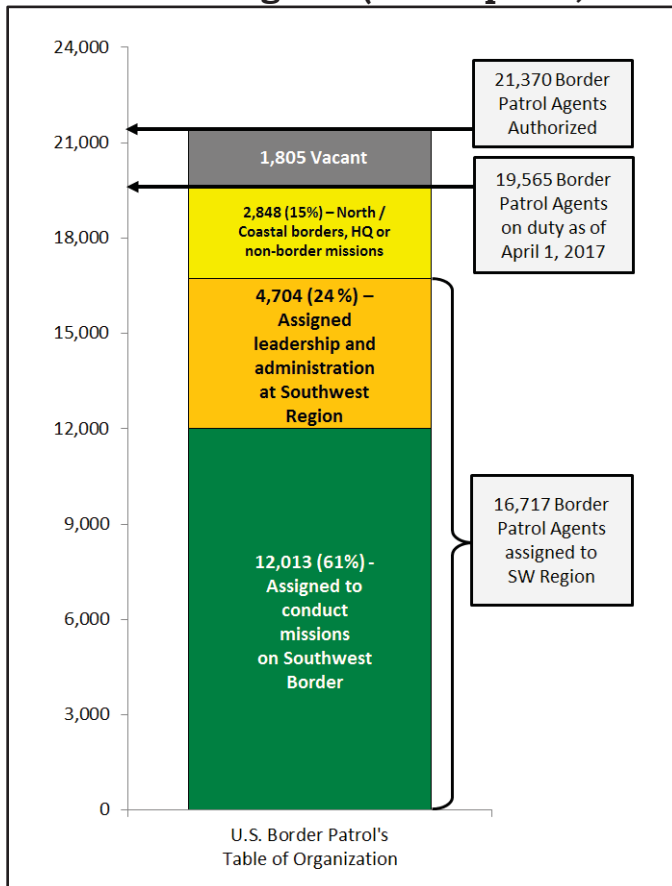 24,000
21,000
18,000
15,000
12,000
9,000
6,000
3,000
0
1,805 Vacant
2,848 (15%) – North /
Coastal borders, HQ or
non-border missions
4,704 (24 %) –
Assigned
leadership and
administration
at Southwest
Region
12,013 (61%) -
Assigned to
conduct
missions
on Southwest
Border
21,370 Border
Patrol Agents
Authorized
19,565 Border
Patrol Agents
on duty as of
April 1, 2017
16,717 Border
Patrol Agents
assigned to
SW Region
U.S. Border Patrol's
Table of Organization